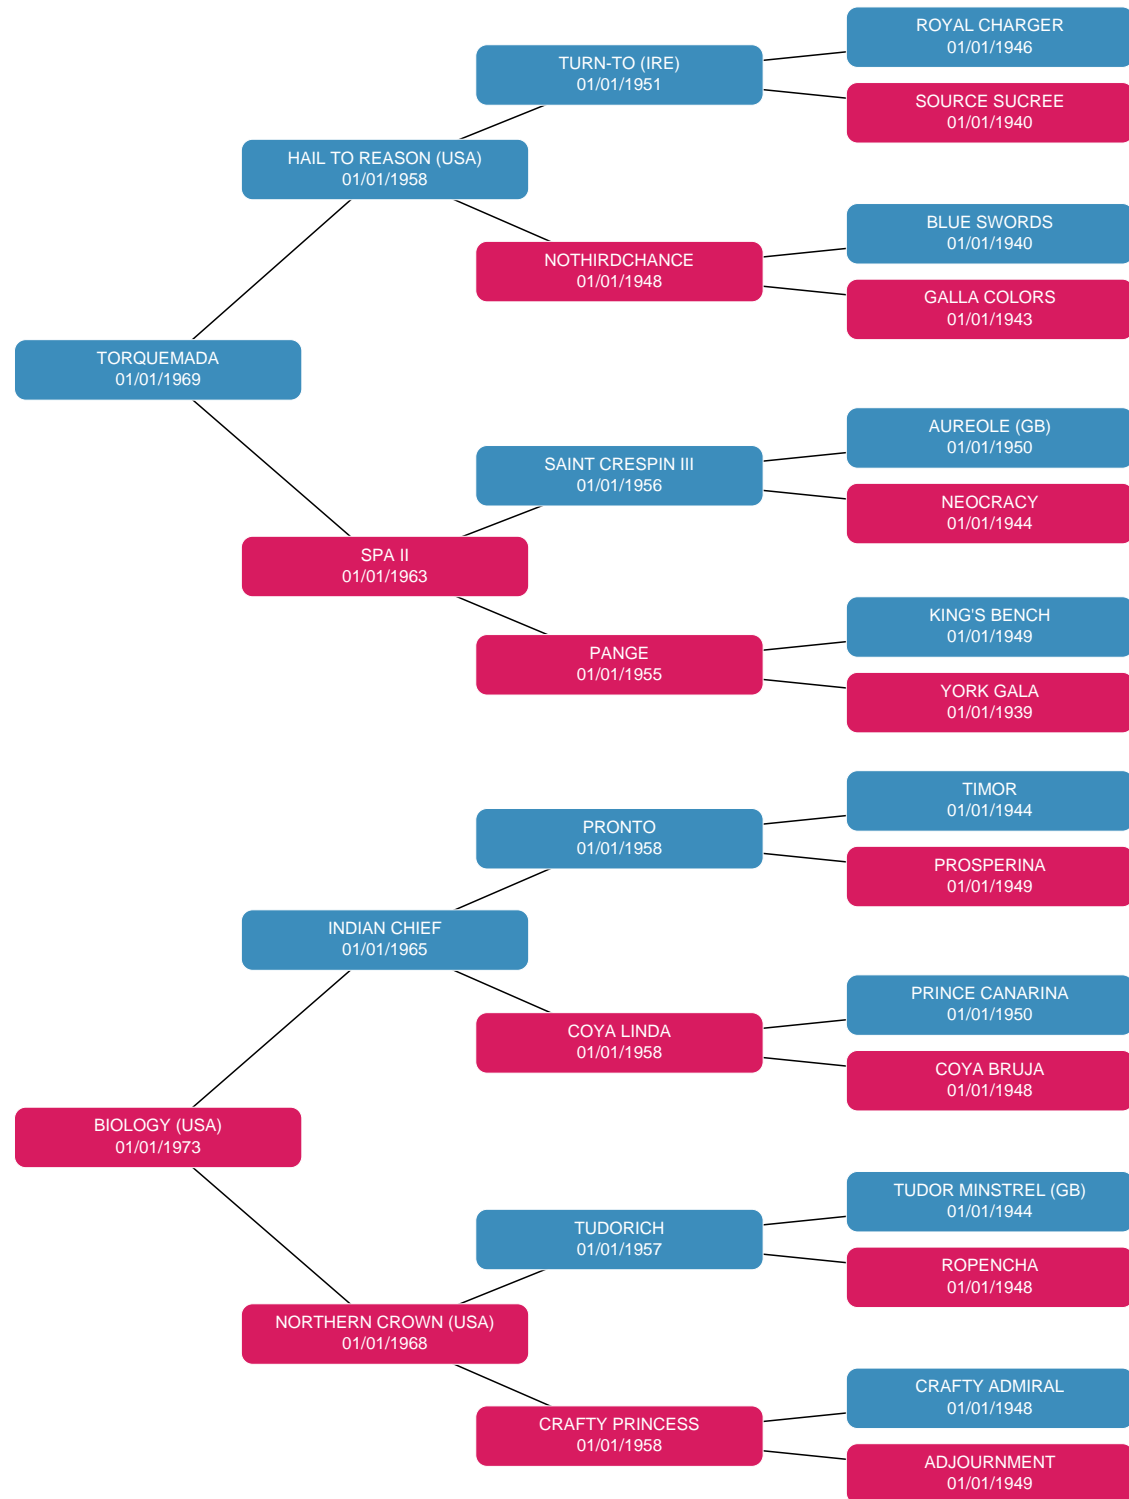 ROYAL CHARGER
01/01/1946
TURN-TO (IRE)
01/01/1951
SOURCE SUCREE
01/01/1940
HAIL TO REASON (USA)
01/01/1958
BLUE SWORDS
01/01/1940
NOTHIRDCHANCE
01/01/1948
GALLA COLORS
01/01/1943
TORQUEMADA
01/01/1969
AUREOLE (GB)
01/01/1950
SAINT CRESPIN III
01/01/1956
NEOCRACY
01/01/1944
SPA II
01/01/1963
KING'S BENCH
01/01/1949
PANGE
01/01/1955
YORK GALA
01/01/1939
TIMOR
01/01/1944
PRONTO
01/01/1958
PROSPERINA
01/01/1949
INDIAN CHIEF
01/01/1965
PRINCE CANARINA
01/01/1950
COYA LINDA
01/01/1958
COYA BRUJA
01/01/1948
BIOLOGY (USA)
01/01/1973
TUDOR MINSTREL (GB)
01/01/1944
TUDORICH
01/01/1957
ROPENCHA
01/01/1948
NORTHERN CROWN (USA)
01/01/1968
CRAFTY ADMIRAL
01/01/1948
CRAFTY PRINCESS
01/01/1958
ADJOURNMENT
01/01/1949